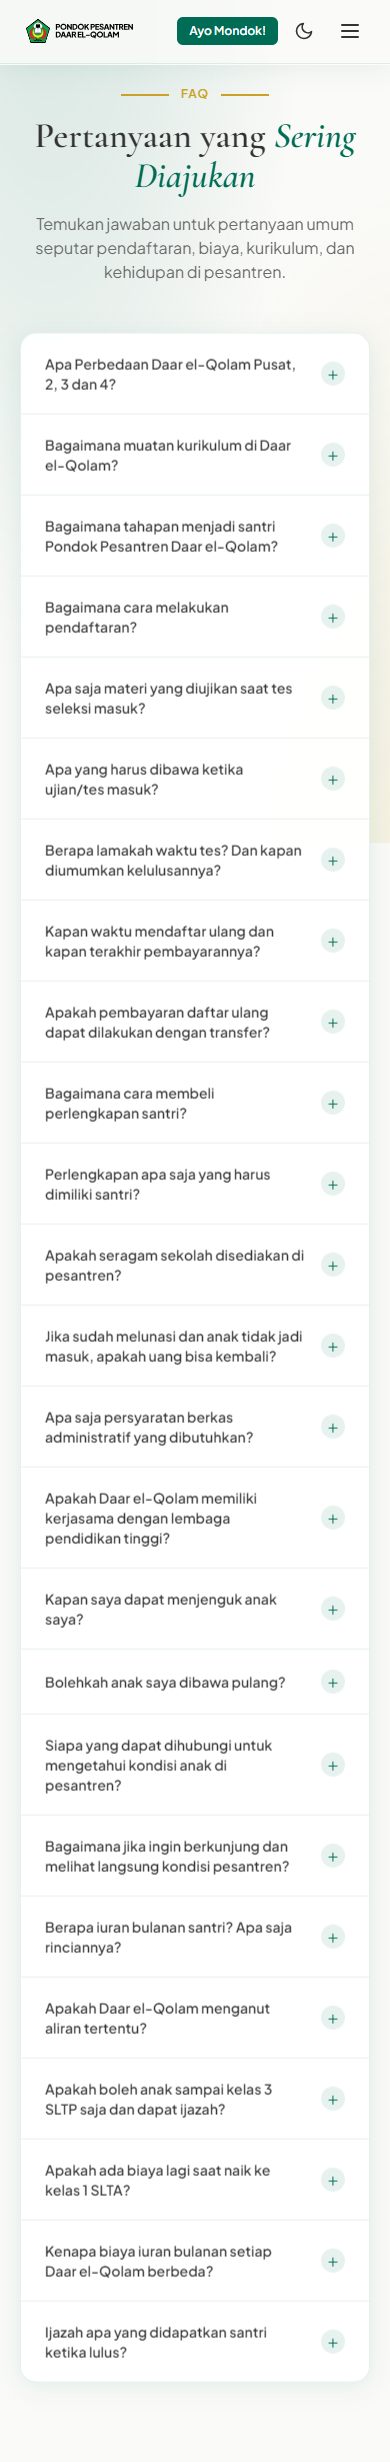 PONDOK PESANTREN
DAAR EL-QOLAM
Ayo Mondok!
FAQ
Pertanyaan yang Sering
Diajukan
Temukan jawaban untuk pertanyaan umum
seputar pendaftaran, biaya, kurikulum, dan
kehidupan di pesantren.
Apa Perbedaan Daar el-Qolam Pusat,
2, 3 dan 4?
Bagaimana muatan kurikulum di Daar
el-Qolam?
Bagaimana tahapan menjadi santri
Pondok Pesantren Daar el-Qolam?
Bagaimana cara melakukan
pendaftaran?
Apa saja materi yang diujikan saat tes
seleksi masuk?
Apa yang harus dibawa ketika
ujian/tes masuk?
Berapa lamakah waktu tes? Dan kapan
diumumkan kelulusannya?
Kapan waktu mendaftar ulang dan
kapan terakhir pembayarannya?
Apakah pembayaran daftar ulang
dapat dilakukan dengan transfer?
Bagaimana cara membeli
perlengkapan santri?
Perlengkapan apa saja yang harus
dimiliki santri?
Apakah seragam sekolah disediakan di
pesantren?
Jika sudah melunasi dan anak tidak jadi
masuk, apakah uang bisa kembali?
Apa saja persyaratan berkas
administratif yang dibutuhkan?
Apakah Daar el-Qolam memiliki
kerjasama dengan lembaga
pendidikan tinggi?
Kapan saya dapat menjenguk anak
saya?
Bolehkah anak saya dibawa pulang?
Siapa yang dapat dihubungi untuk
mengetahui kondisi anak di
pesantren?
Bagaimana jika ingin berkunjung dan
melihat langsung kondisi pesantren?
Berapa iuran bulanan santri? Apa saja
rinciannya?
Apakah Daar el-Qolam menganut
aliran tertentu?
Apakah boleh anak sampai kelas 3
SLTP saja dan dapat ijazah?
Apakah ada biaya lagi saat naik ke
kelas 1 SLTA?
Kenapa biaya iuran bulanan setiap
Daar el-Qolam berbeda?
Ijazah apa yang didapatkan santri
ketika lulus?